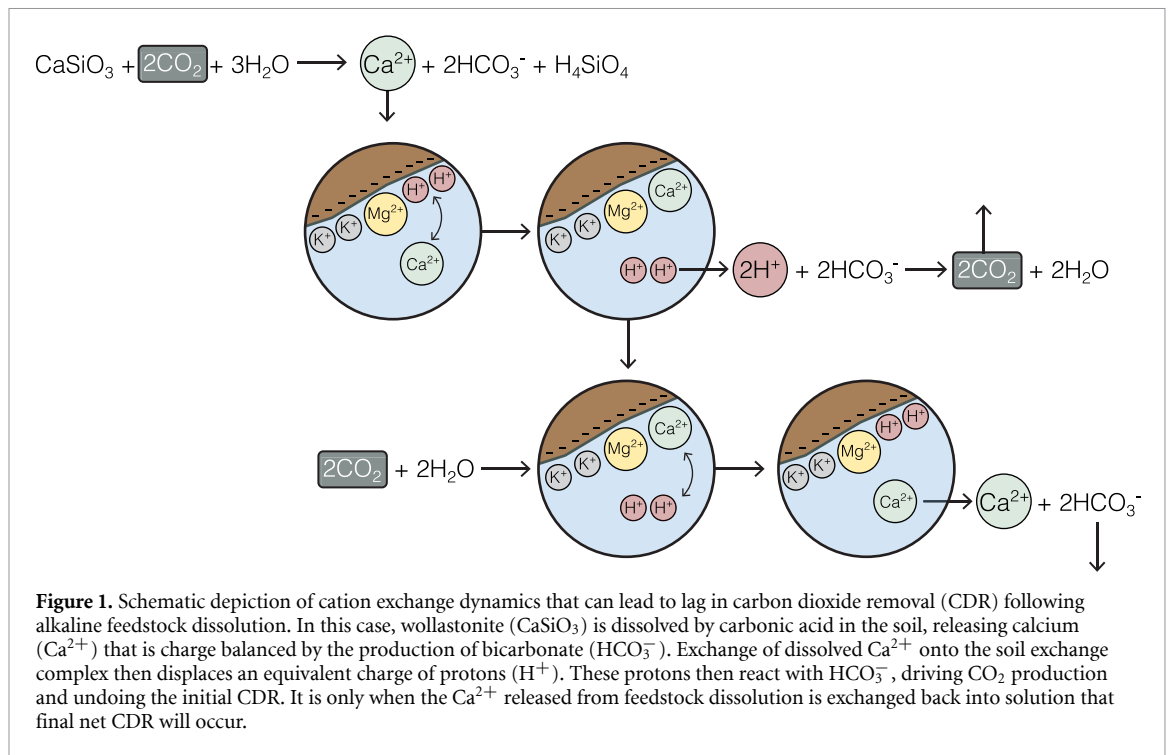 CaSiO₃ + 2CO₂ + 3H₂O ⟶ Ca²⁺ + 2HCO₃⁻ + H₄SiO₄
K⁺ K⁺ Mg²⁺ H⁺ H⁺ Ca²⁺
K⁺ K⁺ Mg²⁺ Ca²⁺ H⁺ H⁺ ⟶ 2H⁺ + 2HCO₃⁻ ⟶ 2CO₂ + 2H₂O
2CO₂ + 2H₂O ⟶
K⁺ K⁺ Mg²⁺ Ca²⁺ H⁺ H⁺
K⁺ K⁺ Mg²⁺ H⁺ H⁺ Ca²⁺ ⟶ Ca²⁺ + 2HCO₃⁻
Figure 1. Schematic depiction of cation exchange dynamics that can lead to lag in carbon dioxide removal (CDR) following
alkaline feedstock dissolution. In this case, wollastonite (CaSiO₃) is dissolved by carbonic acid in the soil, releasing calcium
(Ca²⁺) that is charge balanced by the production of bicarbonate (HCO₃⁻). Exchange of dissolved Ca²⁺ onto the soil exchange
complex then displaces an equivalent charge of protons (H⁺). These protons then react with HCO₃⁻, driving CO₂ production
and undoing the initial CDR. It is only when the Ca²⁺ released from feedstock dissolution is exchanged back into solution that
final net CDR will occur.